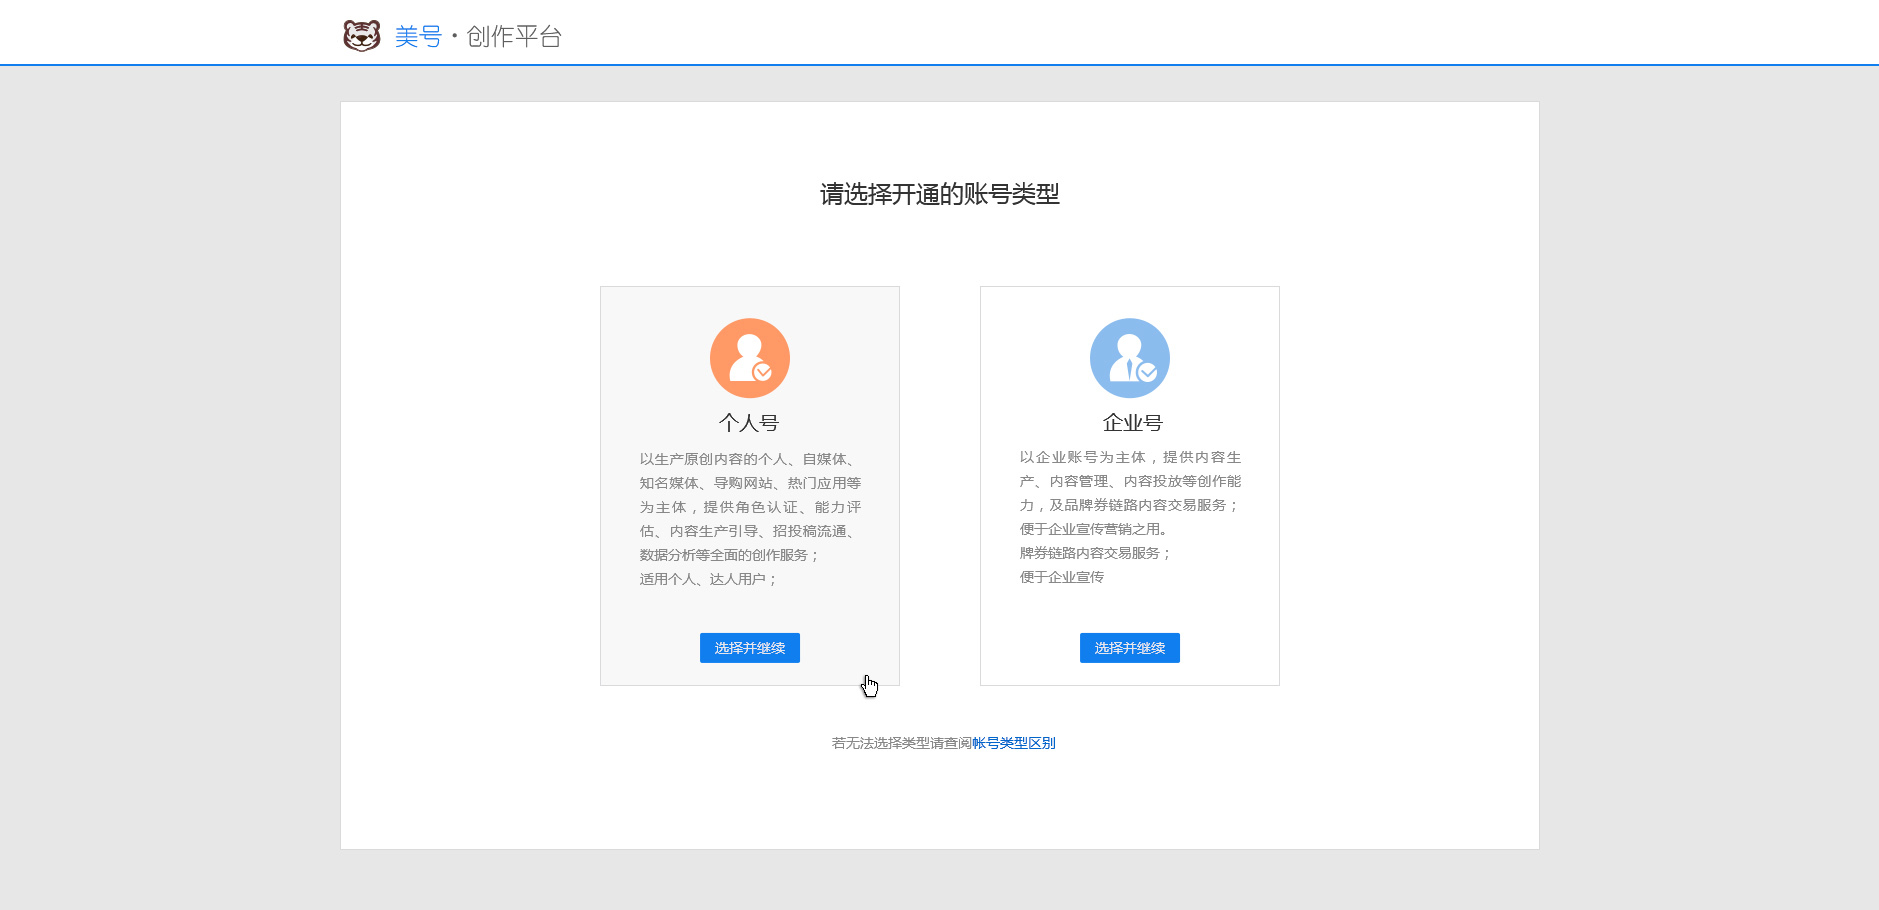 美号·创作平台
请选择开通的账号类型
个人号
以生产原创内容的个人、自媒体、
知名媒体、导购网站、热门应用等
为主体，提供角色认证、能力评
估、内容生产引导、招投稿流通、
数据分析等全面的创作服务；
适用个人、达人用户；
选择并继续
企业号
以企业账号为主体，提供内容生
产、内容管理、内容投放等创作能
力，及品牌券链路内容交易服务；
便于企业宣传营销之用。
牌券链路内容交易服务；
便于企业宣传
选择并继续
若无法选择类型请查阅帐号类型区别